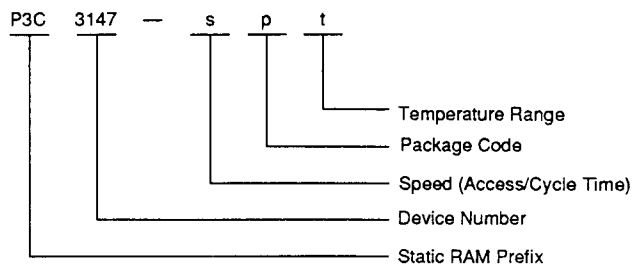 P3C 3147 — s p t
Temperature Range
Package Code
Speed (Access/Cycle Time)
Device Number
Static RAM Prefix